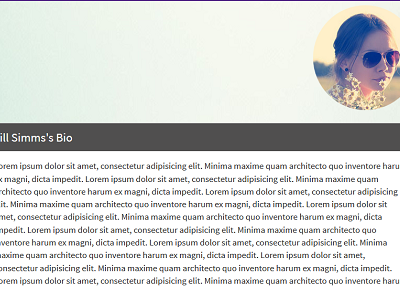 ill Simms's Bio
orem ipsum dolor sit amet, consectetur adipisicing elit. Minima maxime quam architecto quo inventore haru
x magni, dicta impedit. Lorem ipsum dolor sit amet, consectetur adipisicing elit. Minima maxime quam
rchitecto quo inventore harum ex magni, dicta impedit. Lorem ipsum dolor sit amet, consectetur adipisicing
lit. Minima maxime quam architecto quo inventore harum ex magni, dicta impedit. Lorem ipsum dolor sit
met, consectetur adipisicing elit. Minima maxime quam architecto quo inventore harum ex magni, dicta
mpedit. Lorem ipsum dolor sit amet, consectetur adipisicing elit. Minima maxime quam architecto quo
nventore harum ex magni, dicta impedit. Lorem ipsum dolor sit amet, consectetur adipisicing elit. Minima
maxime quam architecto quo inventore harum ex magni, dicta impedit. Lorem ipsum dolor sit amet,
onsectetur adipisicing elit. Minima maxime quam architecto quo inventore harum ex magni, dicta impedit.
orem ipsum dolor sit amet, consectetur adipisicing elit. Minima maxime quam architecto quo inventore haru